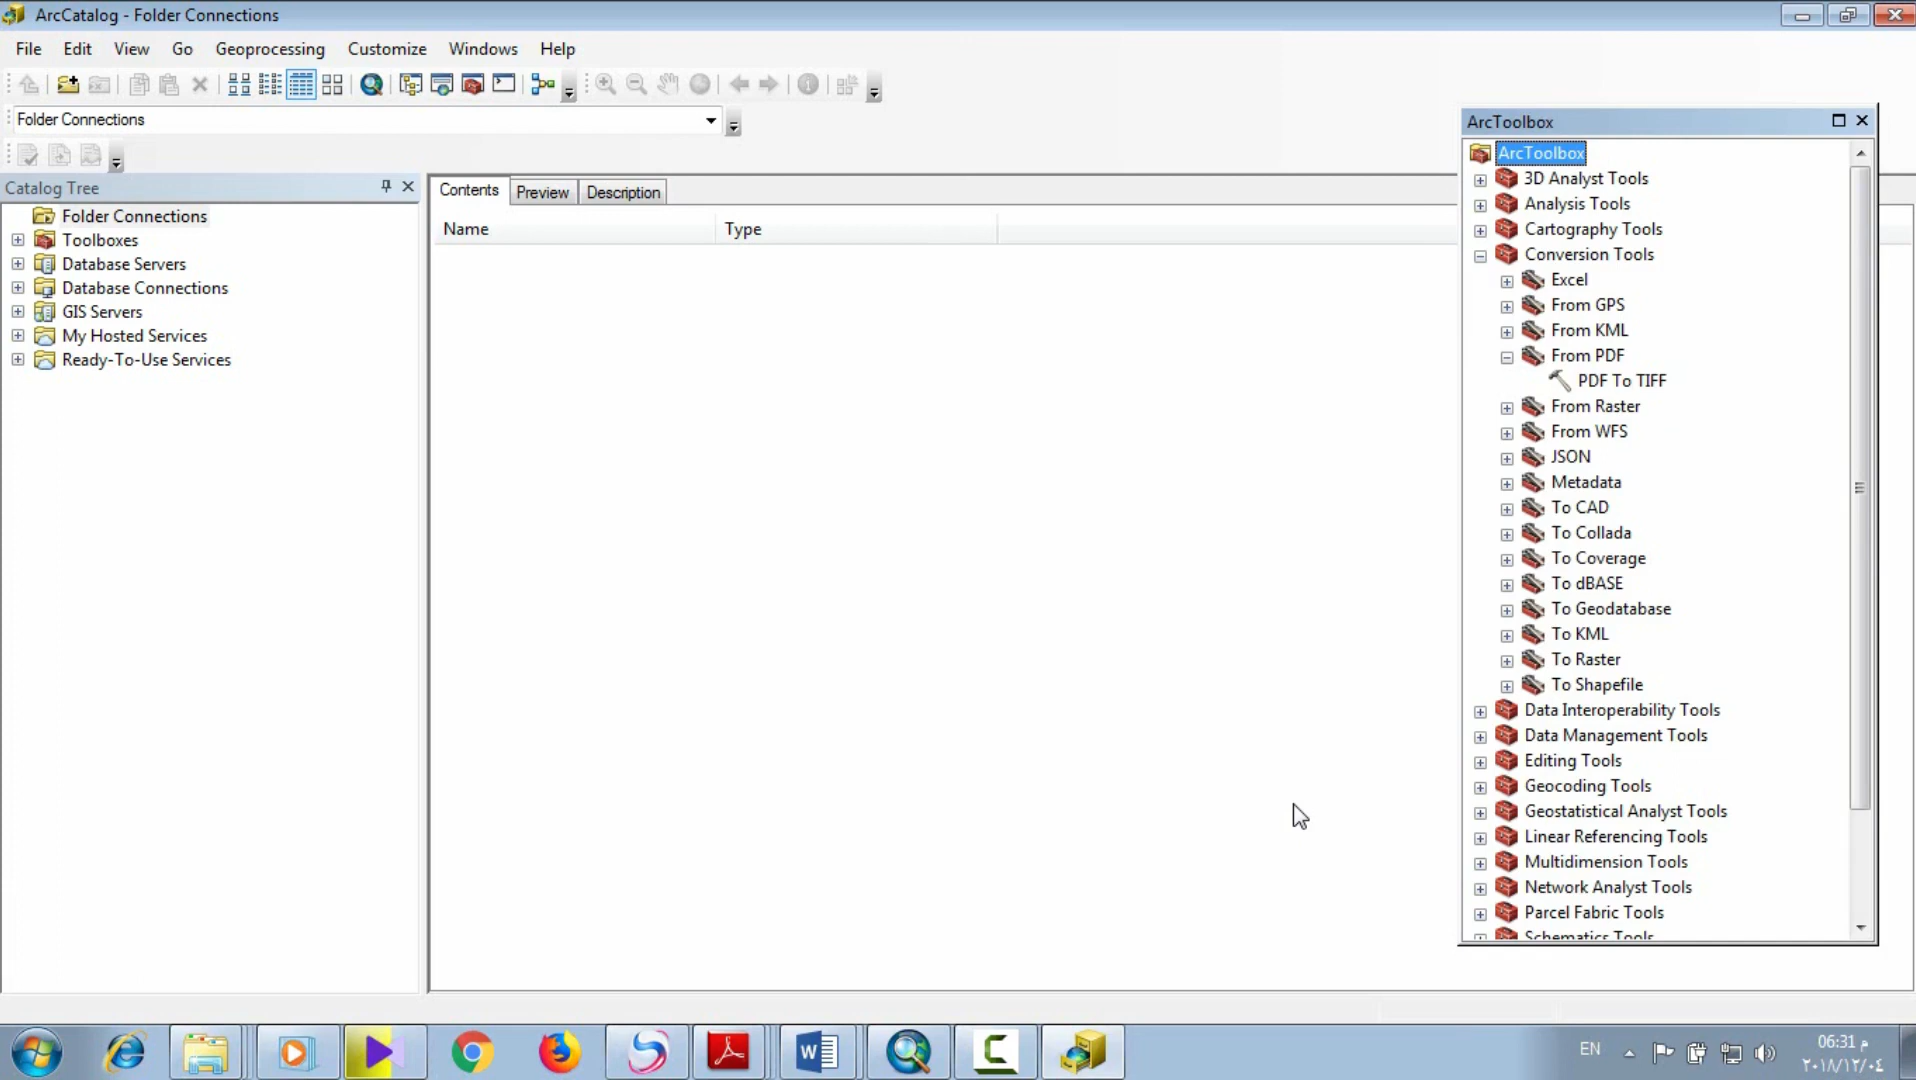 ArcCatalog - Folder Connections
File Edit View Go Geoprocessing Customize Windows Help
Folder Connections
Catalog Tree
Folder Connections
Toolboxes
Database Servers
Database Connections
GIS Servers
My Hosted Services
Ready-To-Use Services
Contents Preview Description
Name Type
ArcToolbox
ArcToolbox
3D Analyst Tools
Analysis Tools
Cartography Tools
Conversion Tools
Excel
From GPS
From KML
From PDF
PDF To TIFF
From Raster
From WFS
JSON
Metadata
To CAD
To Collada
To Coverage
To dBASE
To Geodatabase
To KML
To Raster
To Shapefile
Data Interoperability Tools
Data Management Tools
Editing Tools
Geocoding Tools
Geostatistical Analyst Tools
Linear Referencing Tools
Multidimension Tools
Network Analyst Tools
Parcel Fabric Tools
Schematics Tools
EN
06:31 م
٢٠١٨/١٢/٠٤